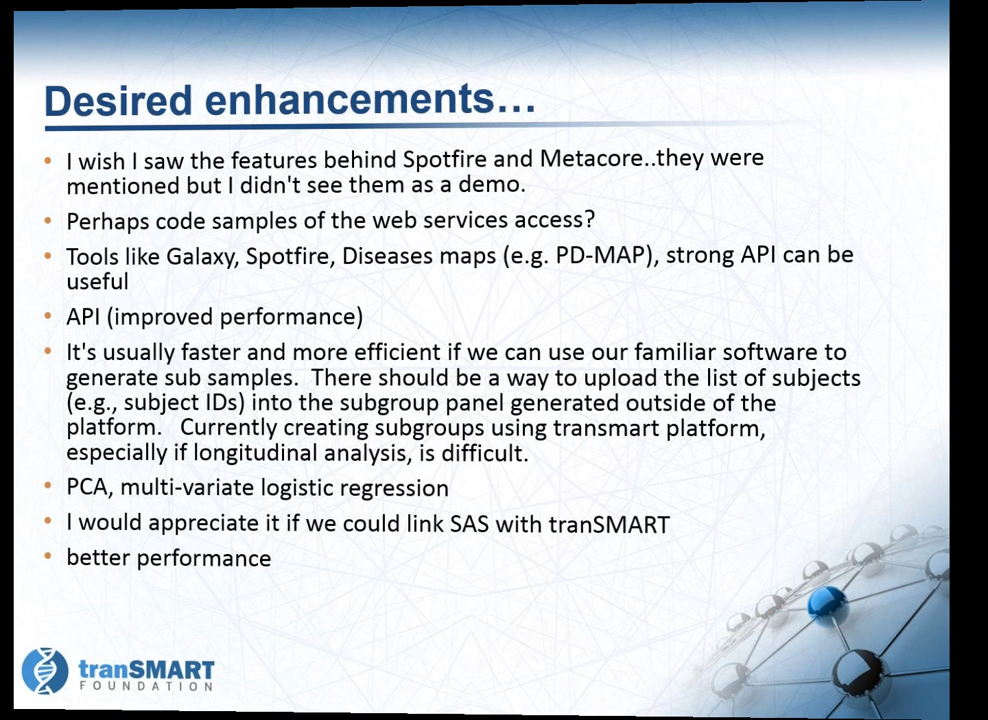 Desired enhancements…
• I wish I saw the features behind Spotfire and Metacore..they were
mentioned but I didn't see them as a demo.
• Perhaps code samples of the web services access?
• Tools like Galaxy, Spotfire, Diseases maps (e.g. PD-MAP), strong API can be
useful
• API (improved performance)
• It's usually faster and more efficient if we can use our familiar software to
generate sub samples.  There should be a way to upload the list of subjects
(e.g., subject IDs) into the subgroup panel generated outside of the
platform.   Currently creating subgroups using transmart platform,
especially if longitudinal analysis, is difficult.
• PCA, multi-variate logistic regression
• I would appreciate it if we could link SAS with tranSMART
• better performance
tranSMART
FOUNDATION